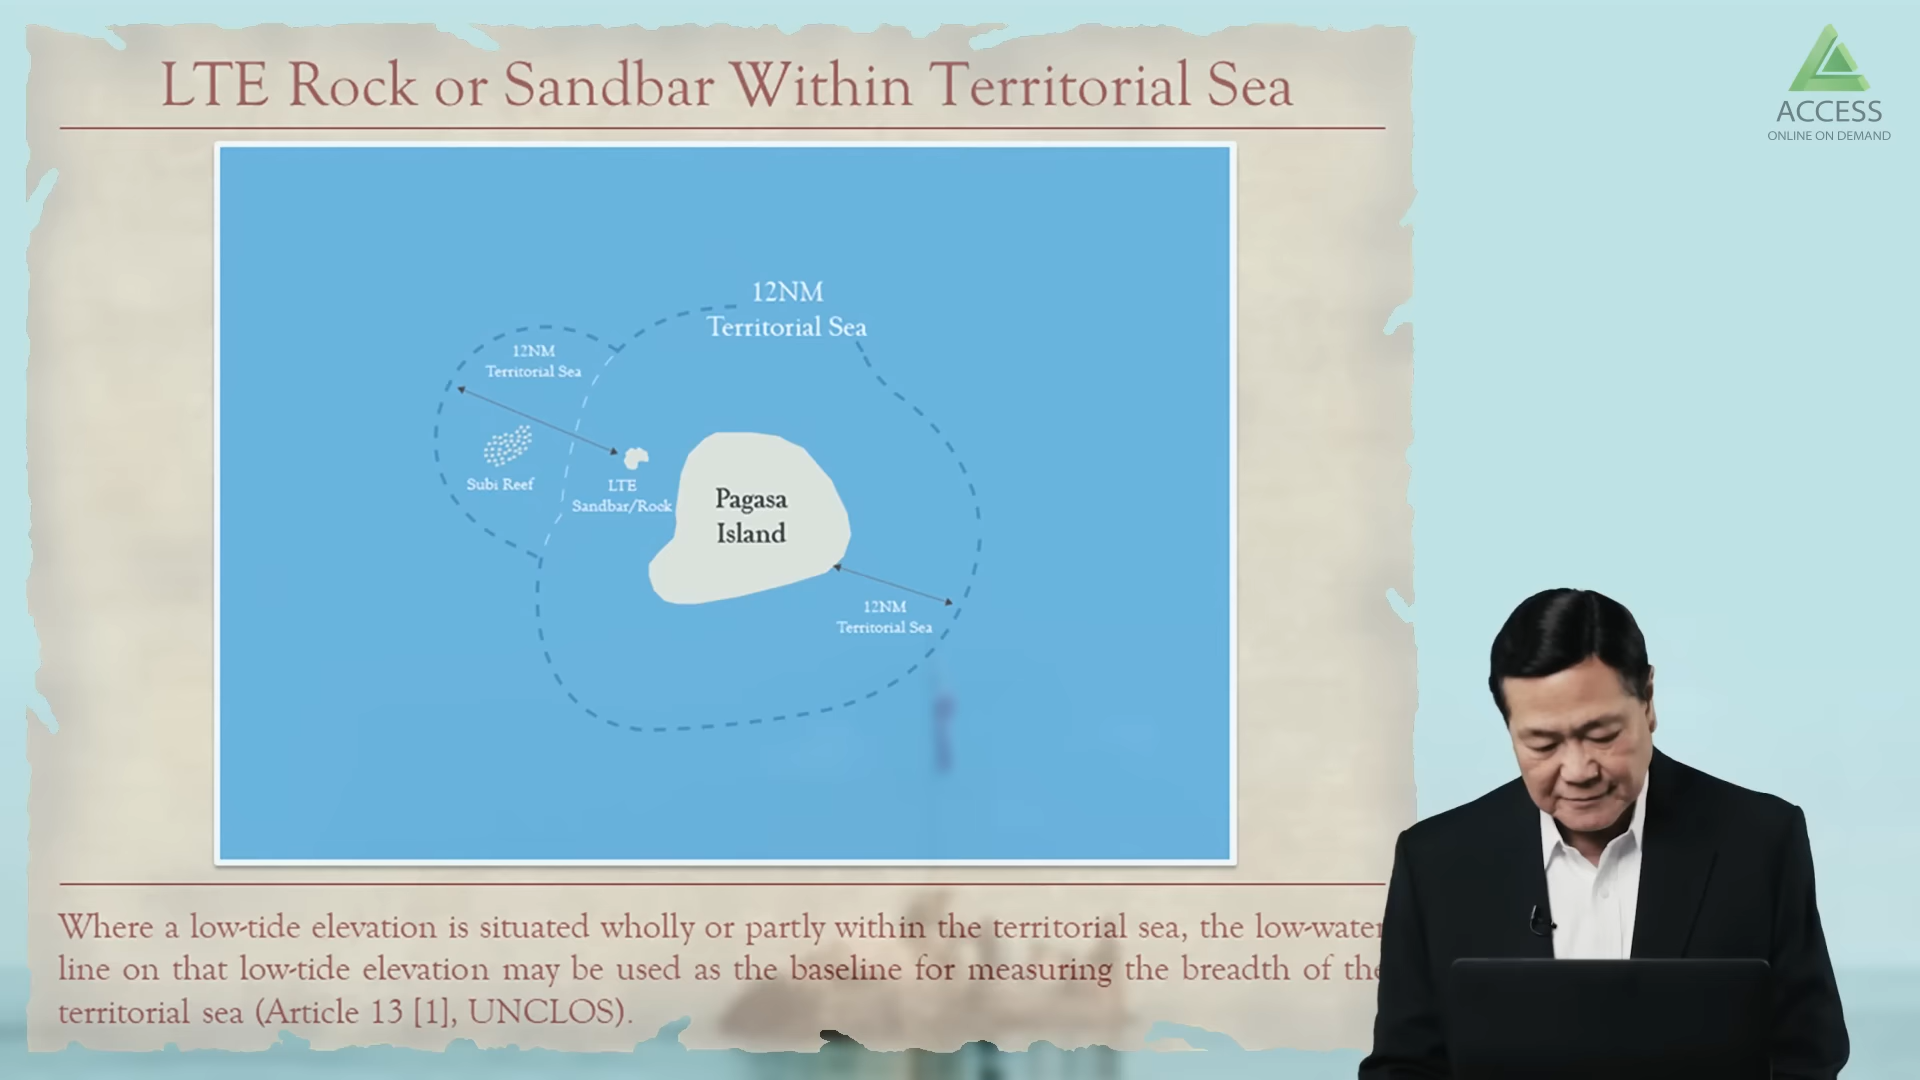 LTE Rock or Sandbar Within Territorial Sea
ACCESS
ONLINE ON DEMAND
12NM
Territorial Sea
12NM
Territorial Sea
Subi Reef
LTE
Sandbar/Rock
Pagasa
Island
12NM
Territorial Sea
Where a low-tide elevation is situated wholly or partly within the territorial sea, the low-water
line on that low-tide elevation may be used as the baseline for measuring the breadth of the
territorial sea (Article 13 [1], UNCLOS).